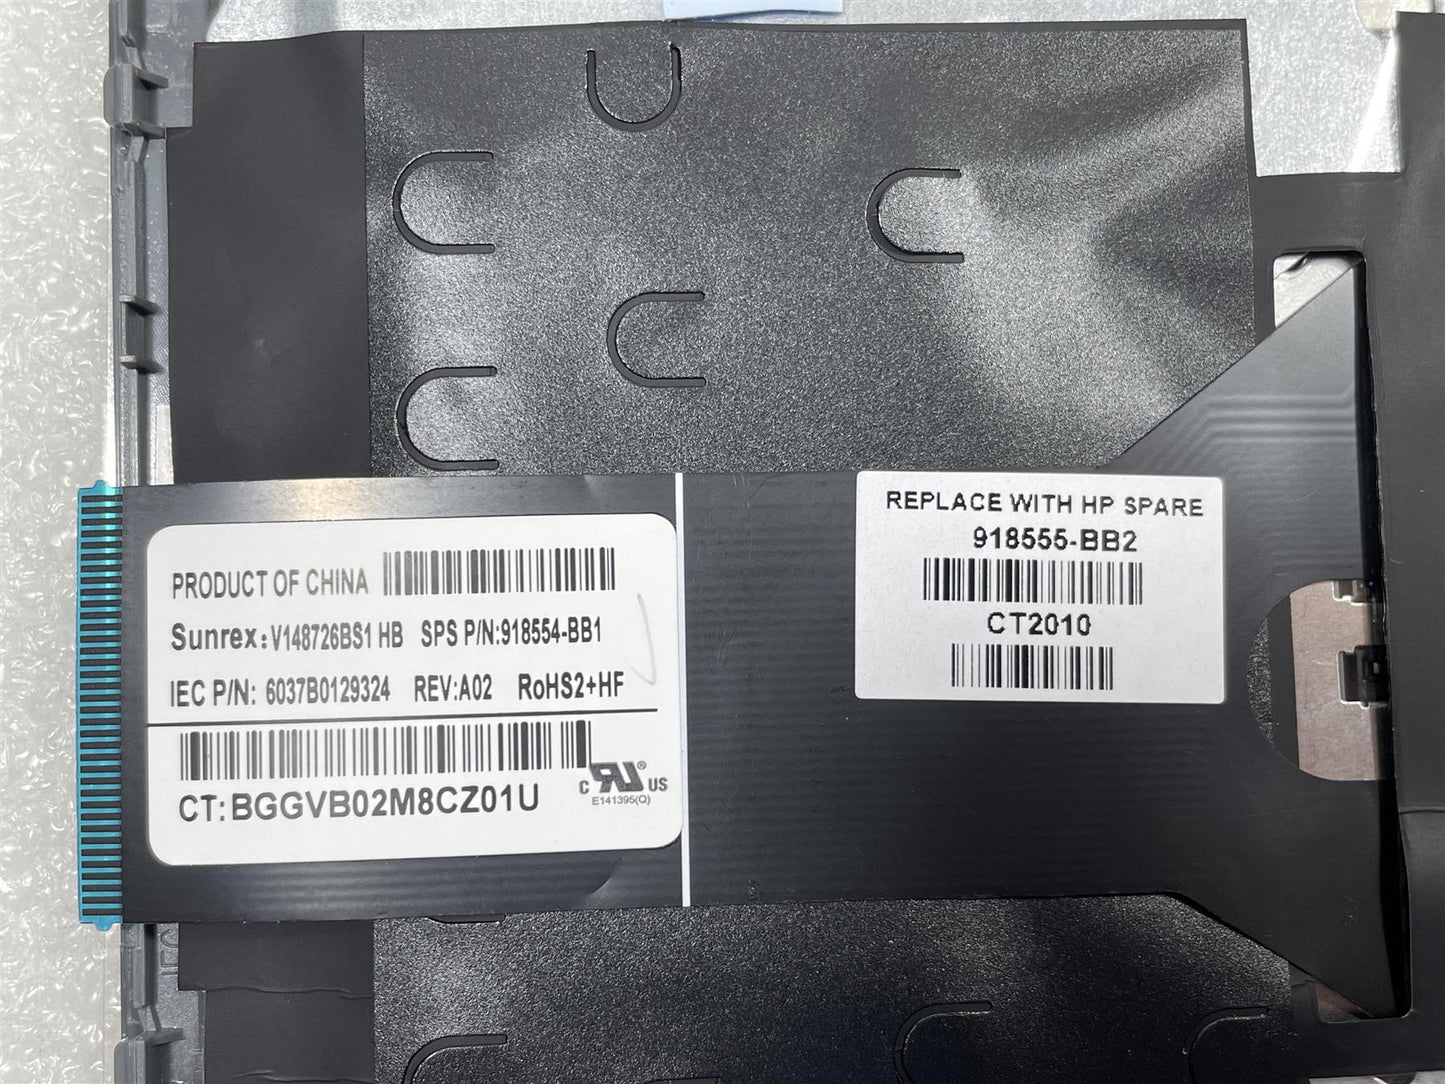 PRODUCT OF CHINA
Sunrex: V148726BS1 HB SPS P/N:918554-BB1
IEC P/N: 6037B0129324 REV:A02 RoHS2+HF
CT:BGGVB02M8CZ01U
C RU® US
E141395(Q)
REPLACE WITH HP SPARE
918555-BB2
CT2010